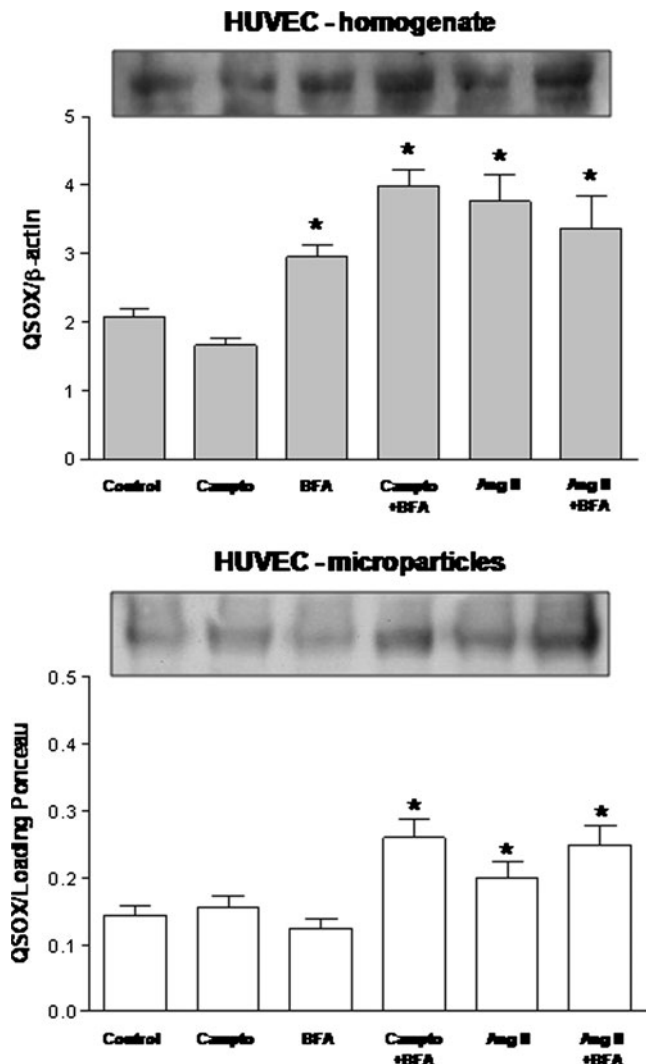 HUVEC - homogenate
QSOX/β-actin
5
4
3
2
1
0
* * * *
Control Campto BFA Campto +BFA Ang II Ang II +BFA
HUVEC - microparticles
QSOX/Loading Ponceau
0.5
0.4
0.3
0.2
0.1
0.0
* * *
Control Campto BFA Campto +BFA Ang II Ang II +BFA